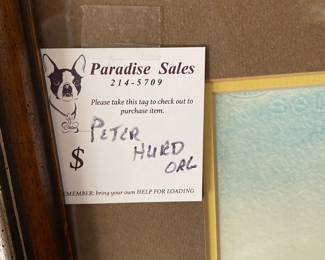 Paradise Sales
214-5709
Please take this tag to check out to
purchase item.
PETER
HURD
$
ORG
REMEMBER: bring your own HELP FOR LOADING